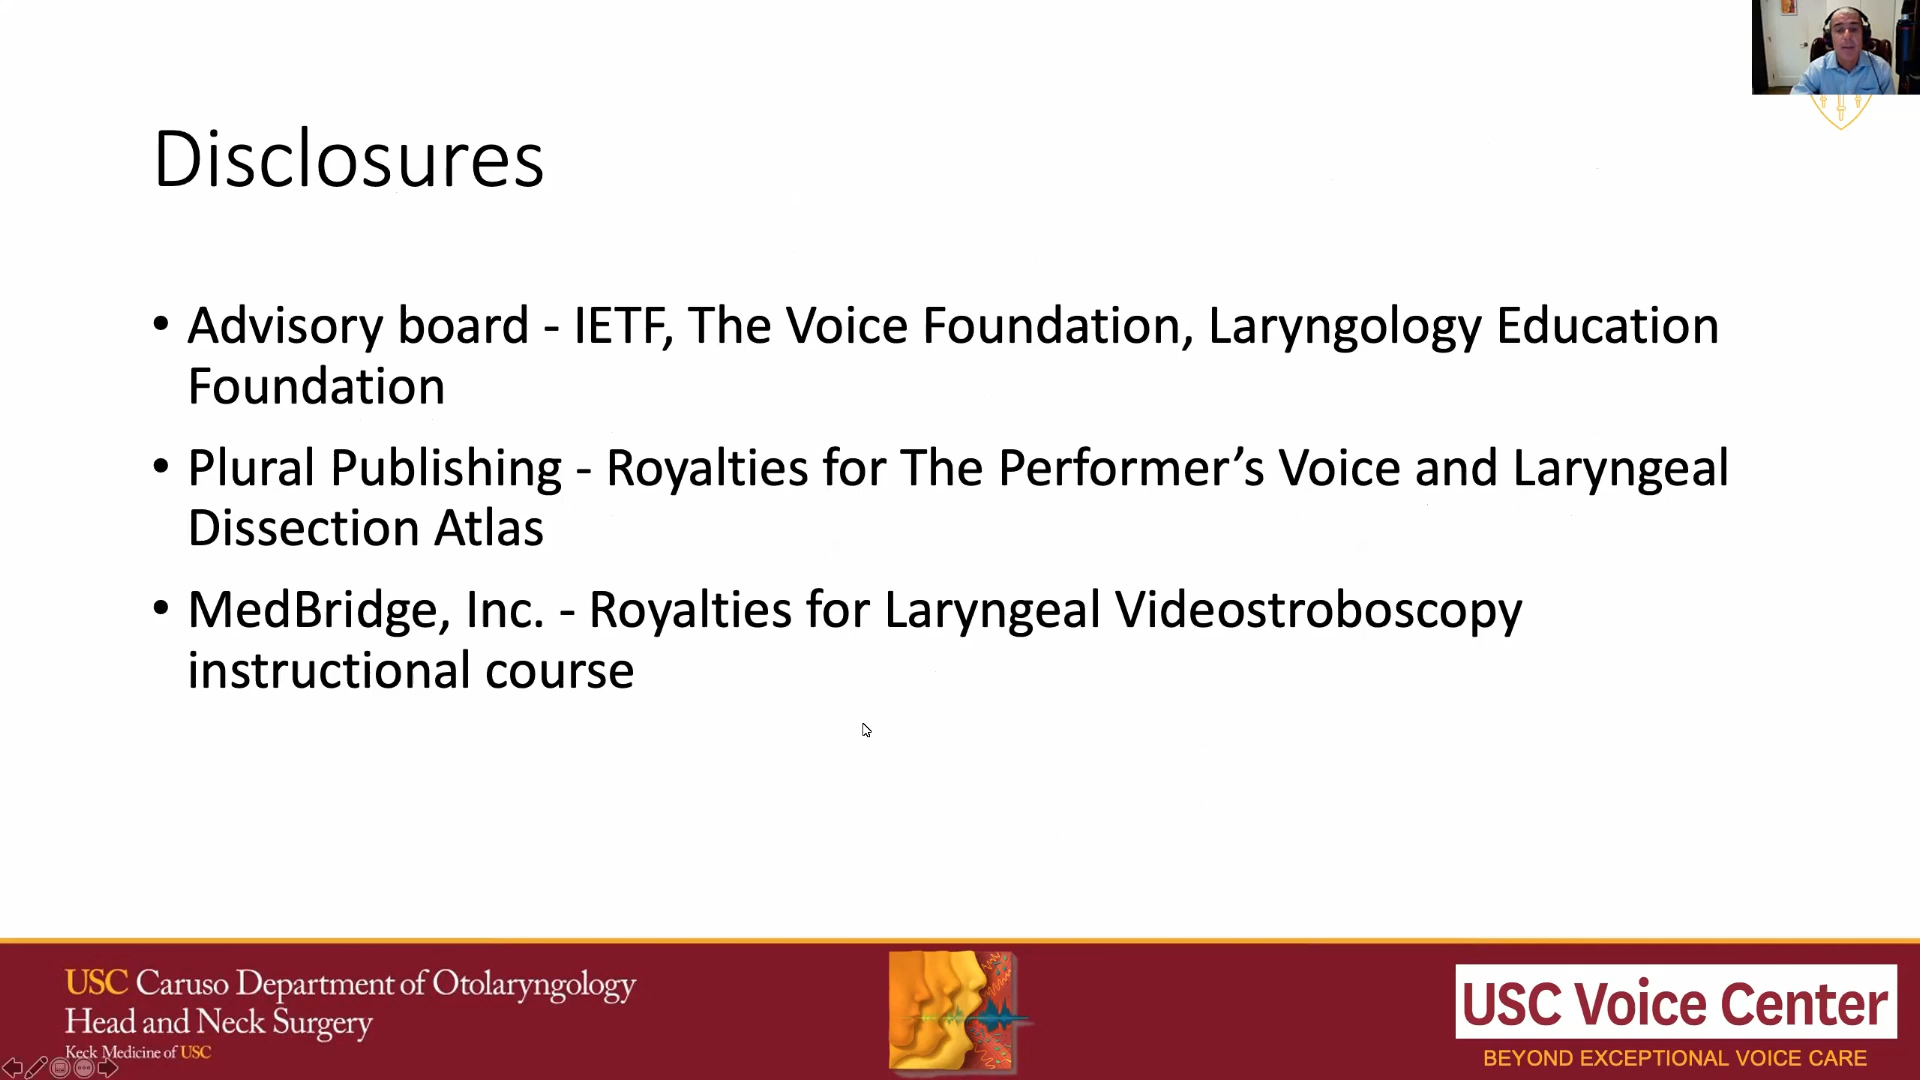 Disclosures
• Advisory board - IETF, The Voice Foundation, Laryngology Education
Foundation
• Plural Publishing - Royalties for The Performer’s Voice and Laryngeal
Dissection Atlas
• MedBridge, Inc. - Royalties for Laryngeal Videostroboscopy
instructional course
USC Caruso Department of Otolaryngology
Head and Neck Surgery
Keck Medicine of USC
USC Voice Center
BEYOND EXCEPTIONAL VOICE CARE